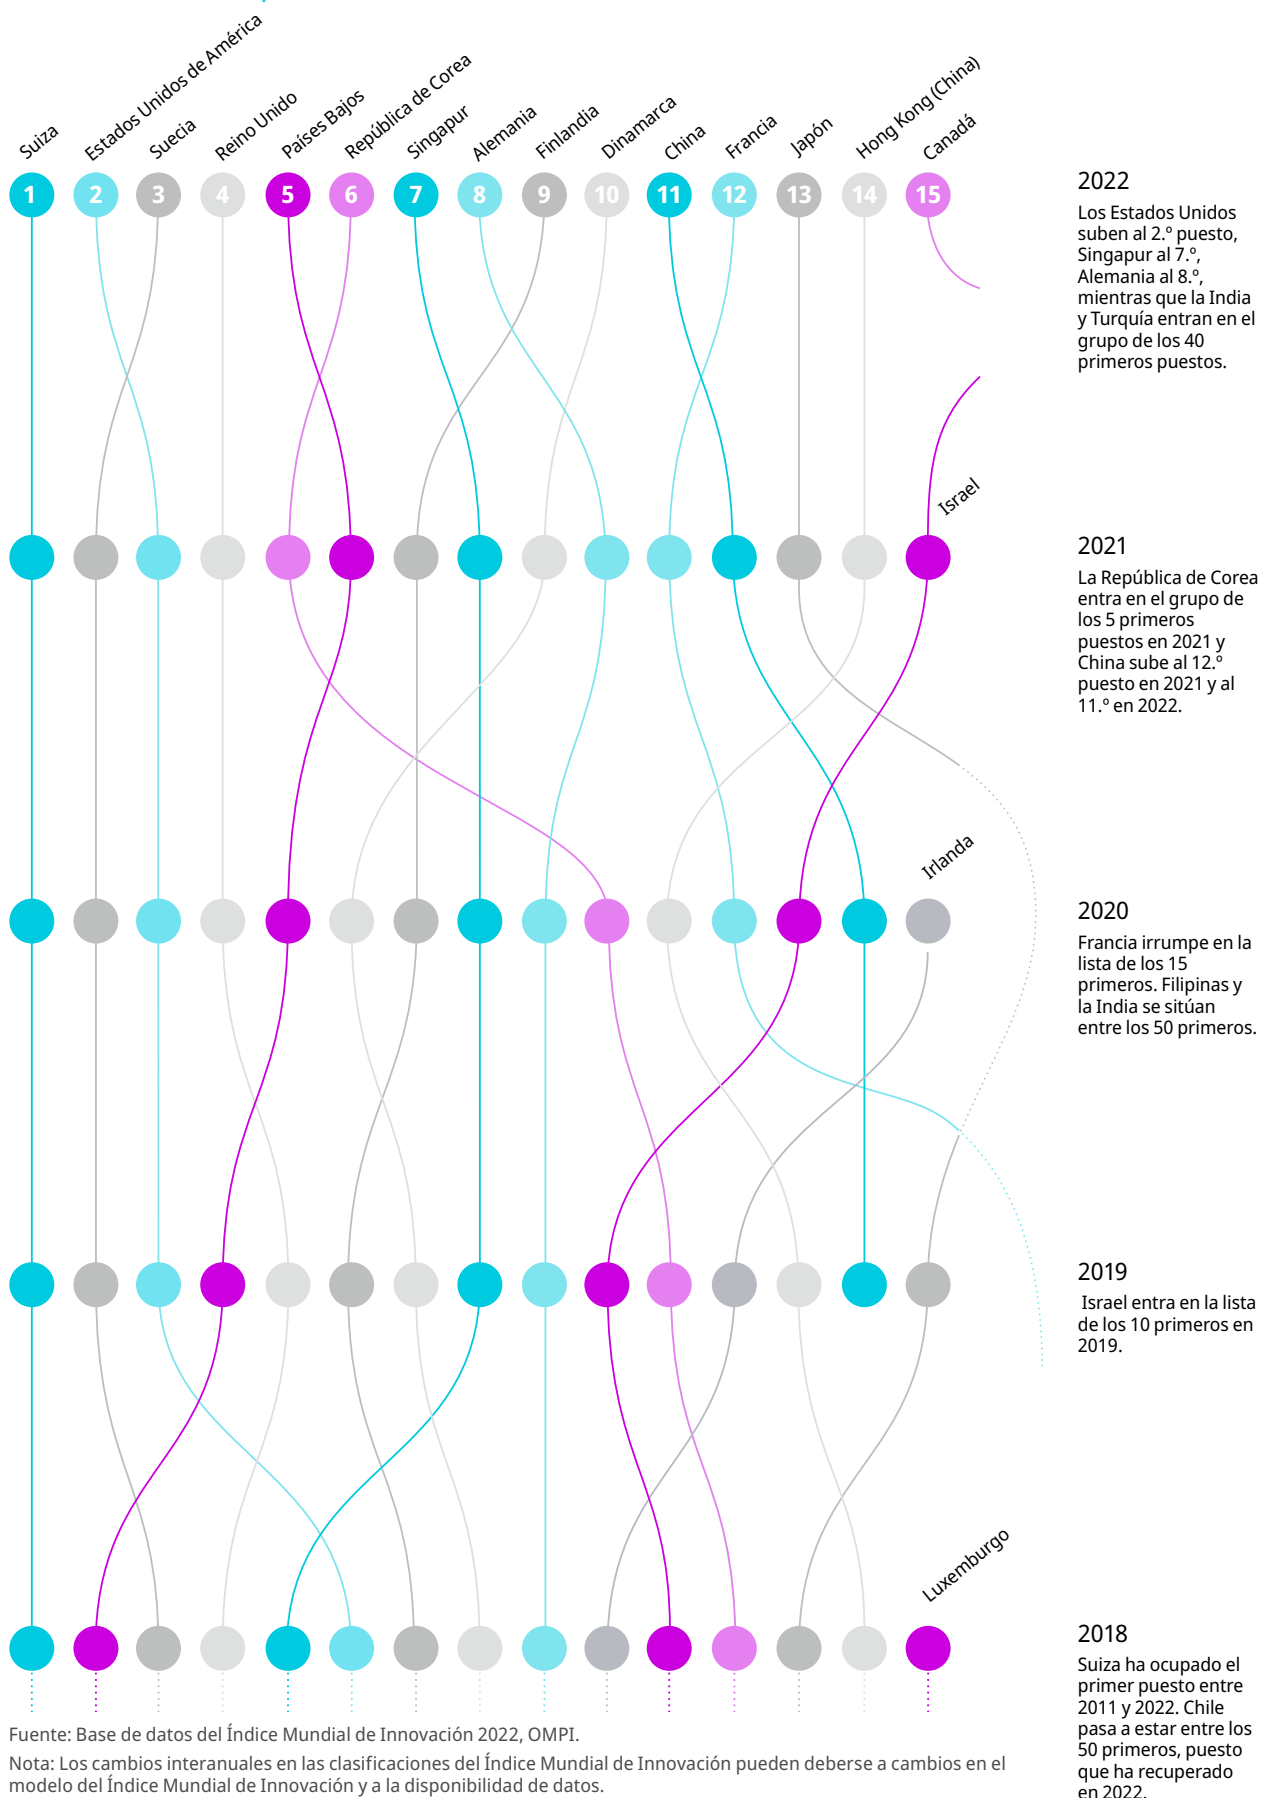 Suiza
Estados Unidos de América
Suecia
Reino Unido
Países Bajos
República de Corea
Singapur
Alemania
Finlandia
Dinamarca
China
Francia
Japón
Hong Kong (China)
Canadá
1
2
3
4
5
6
7
8
9
10
11
12
13
14
15
2022
Los Estados Unidos
suben al 2.º puesto,
Singapur al 7.º,
Alemania al 8.º,
mientras que la India
y Turquía entran en el
grupo de los 40
primeros puestos.
Israel
2021
La República de Corea
entra en el grupo de
los 5 primeros
puestos en 2021 y
China sube al 12.º
puesto en 2021 y al
11.º en 2022.
Irlanda
2020
Francia irrumpe en la
lista de los 15
primeros. Filipinas y
la India se sitúan
entre los 50 primeros.
2019
Israel entra en la lista
de los 10 primeros en
2019.
Luxemburgo
2018
Suiza ha ocupado el
primer puesto entre
2011 y 2022. Chile
pasa a estar entre los
50 primeros, puesto
que ha recuperado
en 2022.
Fuente: Base de datos del Índice Mundial de Innovación 2022, OMPI.
Nota: Los cambios interanuales en las clasificaciones del Índice Mundial de Innovación pueden deberse a cambios en el
modelo del Índice Mundial de Innovación y a la disponibilidad de datos.